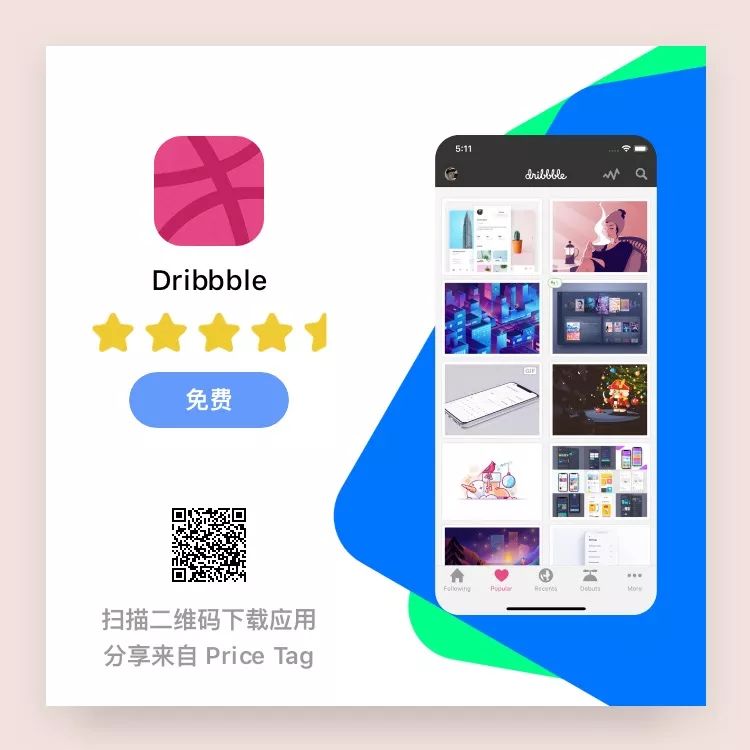 Dribbble
免费
扫描二维码下载应用
分享来自 Price Tag
5:11
dribbble
GIF
Following
Popular
Recents
Debuts
More